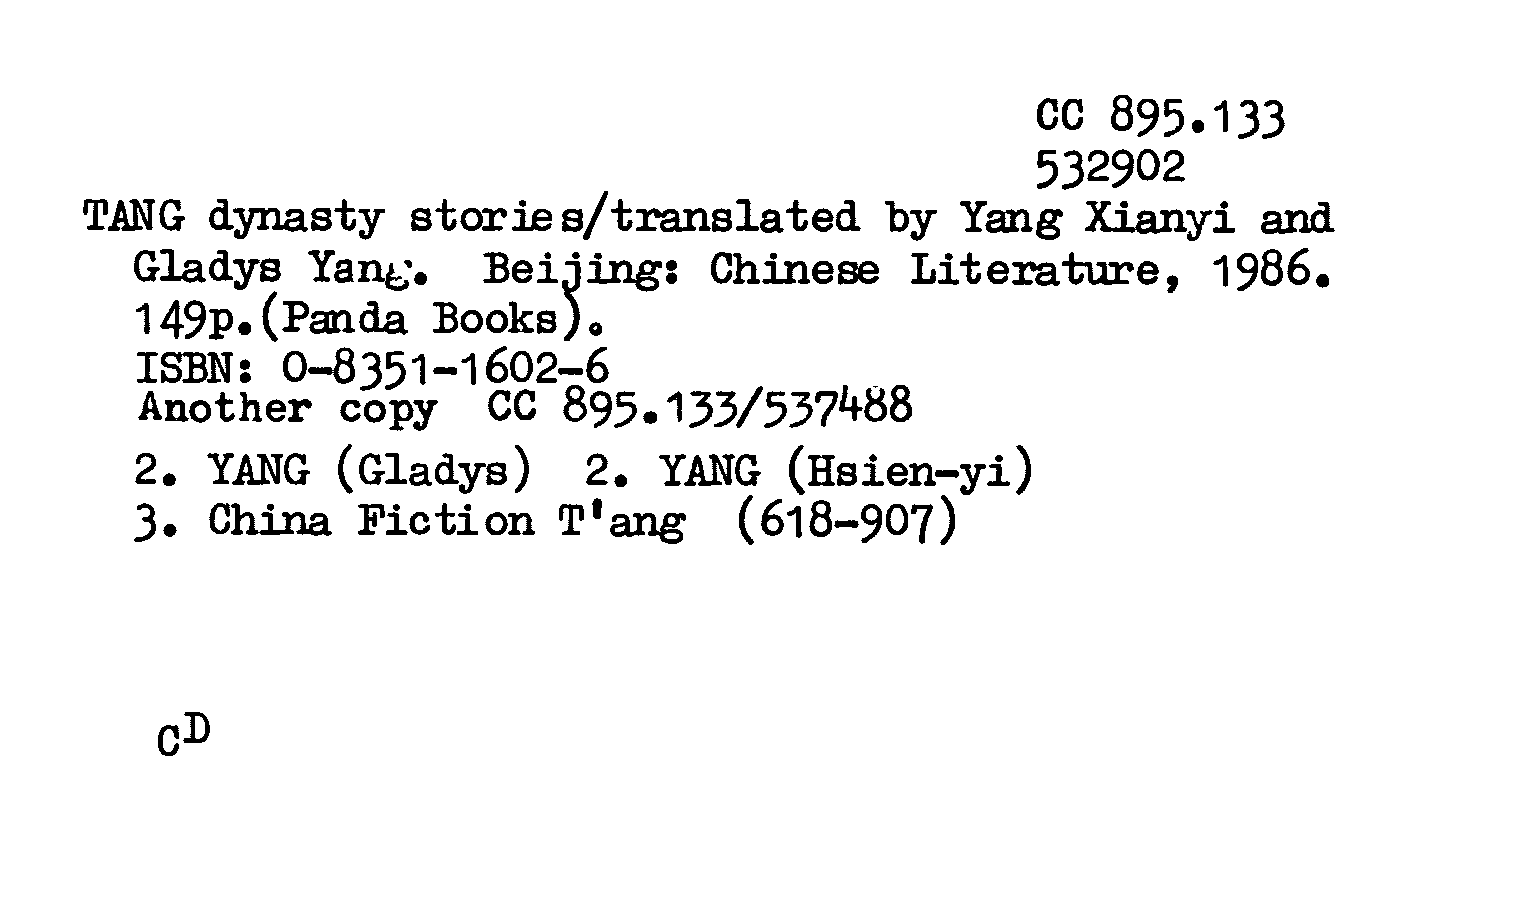 CC 895.133
532902
TANG dynasty stories/translated by Yang Xianyi and
Gladys Yang. Beijing: Chinese Literature, 1986.
149p.(Panda Books).
ISBN: 0-8351-1602-6
Another copy CC 895.133/537488
2. YANG (Gladys) 2. YANG (Hsien-yi)
3. China Fiction T'ang (618-907)
CD